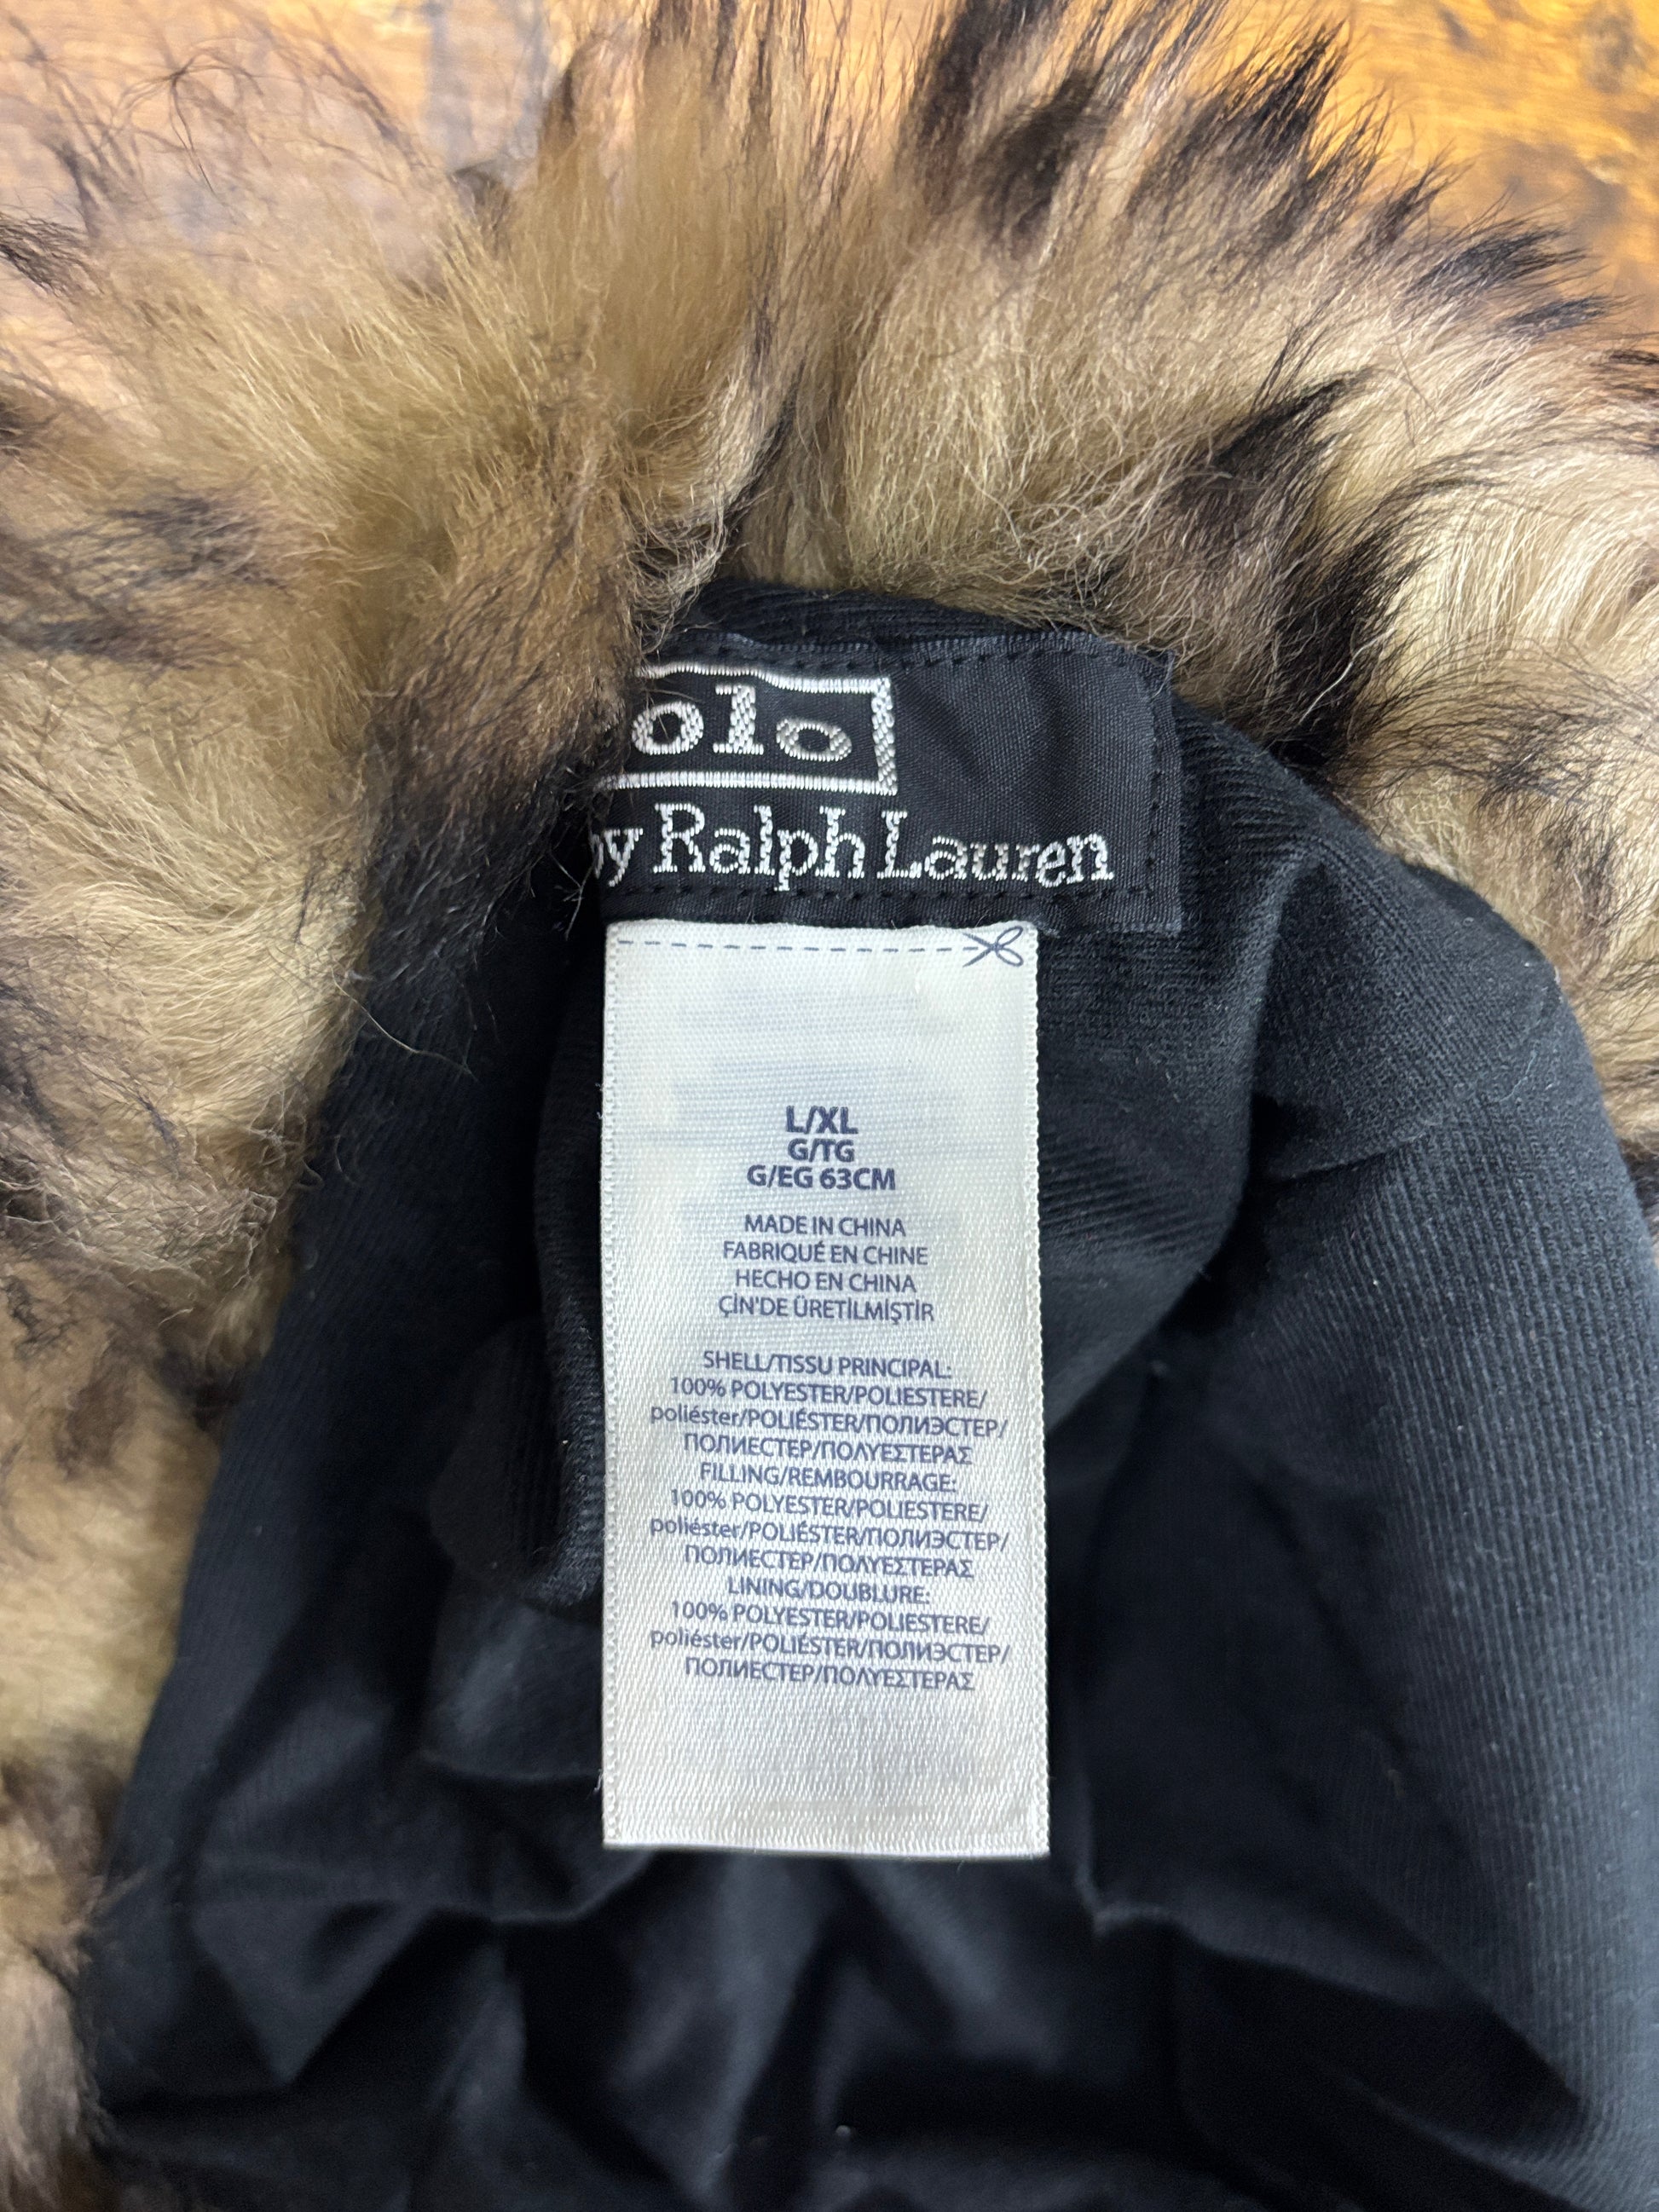 olo
by Ralph Lauren
L/XL
G/TG
G/EG 63CM
MADE IN CHINA
FABRIQUÉ EN CHINE
HECHO EN CHINA
ÇİN'DE ÜRETİLMİŞTİR
SHELL/TISSU PRINCIPAL:
100% POLYESTER/POLIESTERE/
poliéster/POLIÉSTER/ПОЛИЭСТЕР/
ПОЛИЕСТЕР/ΠΟΛΥΕΣΤΕΡΑΣ
FILLING/REMBOURRAGE:
100% POLYESTER/POLIESTERE/
poliéster/POLIÉSTER/ПОЛИЭСТЕР/
ПОЛИЕСТЕР/ΠΟΛΥΕΣΤΕΡΑΣ
LINING/DOUBLURE:
100% POLYESTER/POLIESTERE/
poliéster/POLIÉSTER/ПОЛИЭСТЕР/
ПОЛИЕСТЕР/ΠΟΛΥΕΣΤΕΡΑΣ